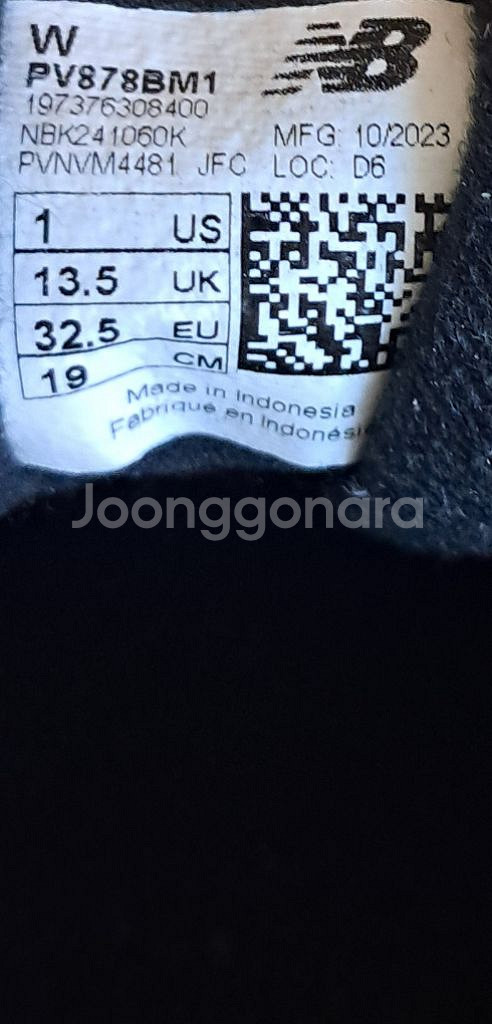 W
PV878BM1
197376308400
NBK241060K MFG: 10/2023
PVNVM4481 JFC LOC: D6
1 US
13.5 UK
32.5 EU
19 CM
Made in Indonesia
Fabriqué en Indonési
Joonggonara